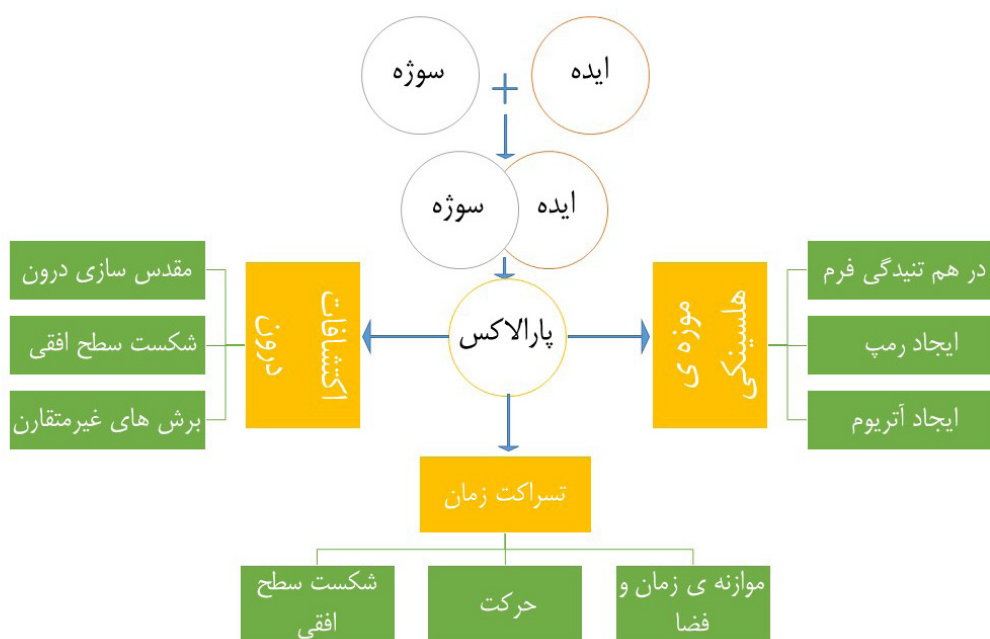 ایده
سوژه
ایده
سوژه
پارالاکس
موزه ی
هلسینکی
در هم تنیدگی فرم
ایجاد رمپ
ایجاد آتریوم
اکتشافات
درون
مقدس سازی درون
شکست سطح افقی
برش های غیرمتقارن
تسراکت زمان
موازنه ی زمان و
فضا
حرکت
شکست سطح
افقی